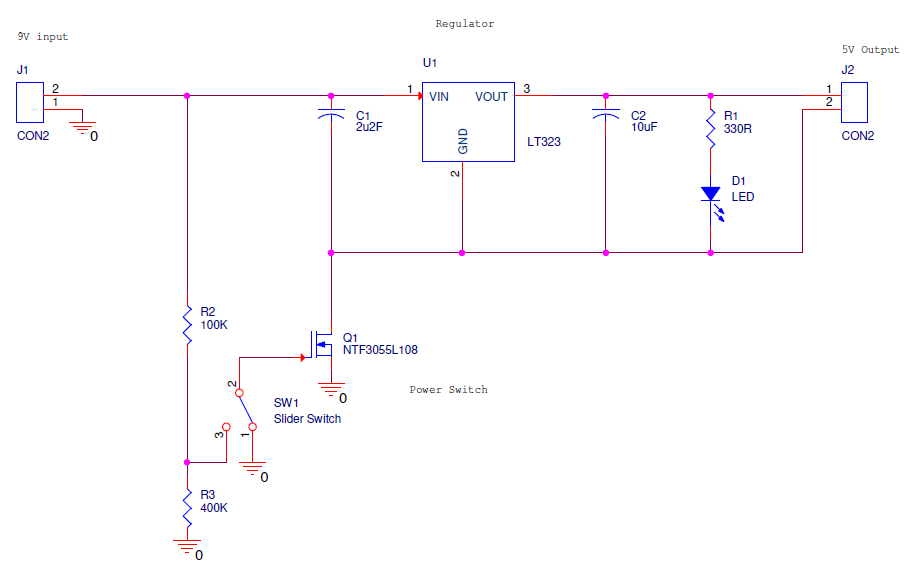 Regulator
9V input
5V Output
J1
U1
J2
2
1
1
VIN
VOUT
3
1
2
C1
2u2F
C2
10uF
R1
330R
0
CON2
GND
LT323
CON2
2
D1
LED
R2
100K
Q1
NTF3055L108
2
0
Power Switch
SW1
Slider Switch
3
1
0
R3
400K
0